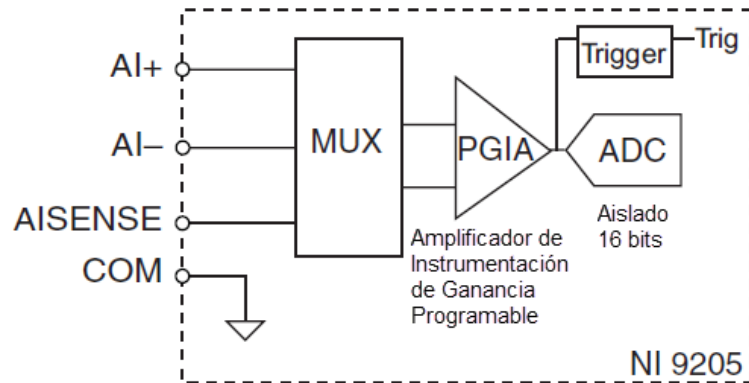 AI+
AI–
AISENSE
COM
MUX
PGIA
Amplificador de
Instrumentación
de Ganancia
Programable
Trigger
Trig
ADC
Aislado
16 bits
NI 9205